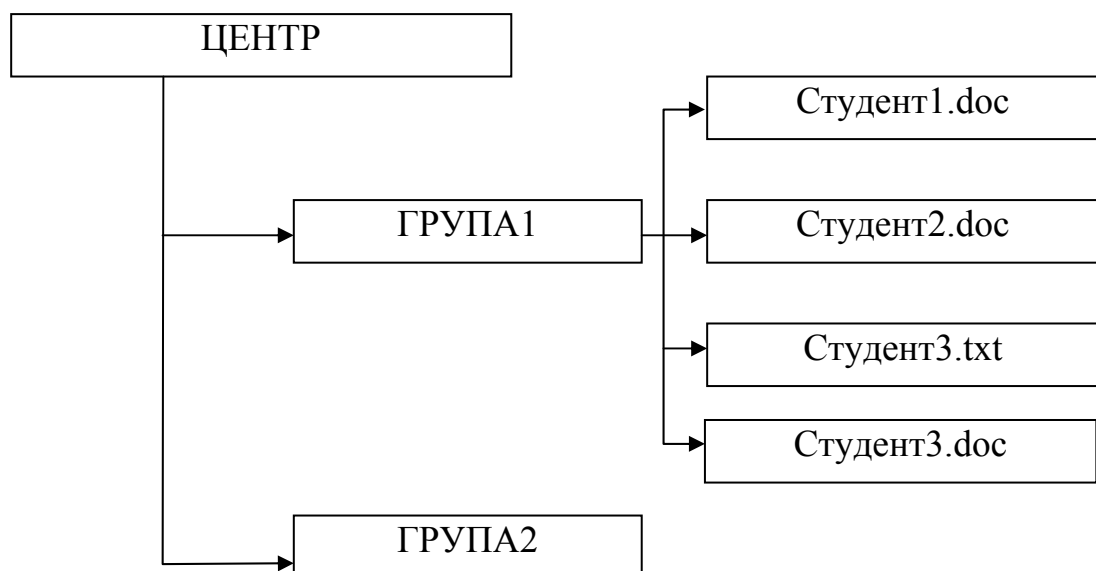 ЦЕНТР
Студент1.doc
ГРУПА1
Студент2.doc
Студент3.txt
Студент3.doc
ГРУПА2